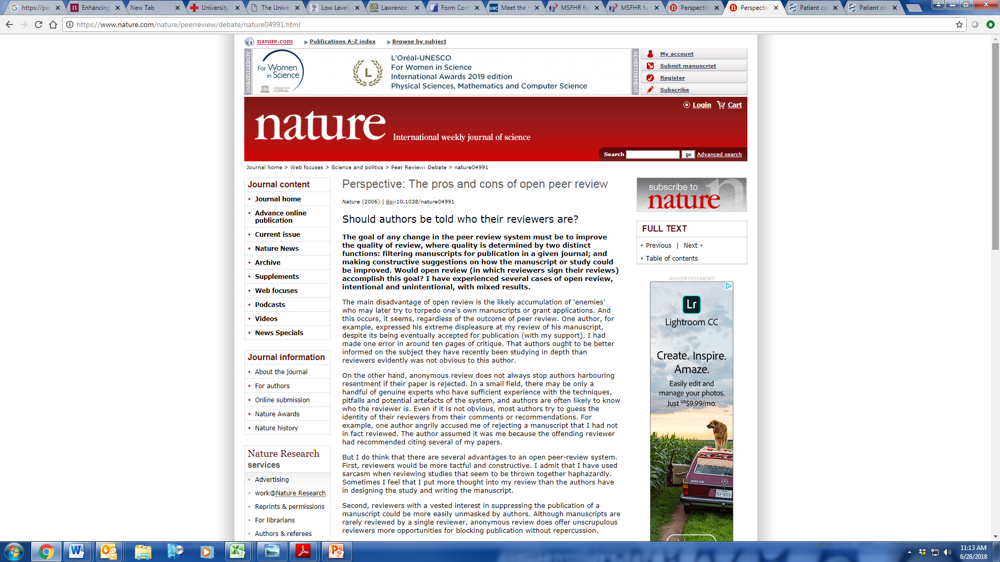 https://pat
Enhancing
New Tab
University
The Unive
Low Levels
Lawrence
Form Con
Meet the
MSFHR fu
MSFHR fu
Perspectiv
Perspectiv
Patient co
Patient co
https://www.nature.com/nature/peerreview/debate/nature04991.html
nature.com
Publications A-Z index
Browse by subject
ADVERTISEMENT
For Women
in Science
FONDATION
L'ORÉAL
L'Oréal-UNESCO
For Women in Science
International Awards 2019 edition
Physical Sciences, Mathematics and Computer Science
ADVERTISEMENT
My account
Submit manuscript
Register
Subscribe
Login Cart
nature International weekly journal of science
Search go Advanced search
Journal home > Web focuses > Science and politics > Peer Review: Debate > nature04991
Journal content
Journal home
Advance online
publication
Current issue
Nature News
Archive
Supplements
Web focuses
Podcasts
Videos
News Specials
Journal information
About the journal
For authors
Online submission
Nature Awards
Nature history
Nature Research
services
Advertising
work@Nature Research
Reprints & permissions
For librarians
Authors & referees
Perspective: The pros and cons of open peer review
Nature (2006) | doi:10.1038/nature04991
Should authors be told who their reviewers are?
The goal of any change in the peer review system must be to improve
the quality of review, where quality is determined by two distinct
functions: filtering manuscripts for publication in a given journal; and
making constructive suggestions on how the manuscript or study could
be improved. Would open review (in which reviewers sign their reviews)
accomplish this goal? I have experienced several cases of open review,
intentional and unintentional, with mixed results.
The main disadvantage of open review is the likely accumulation of 'enemies'
who may later try to torpedo one's own manuscripts or grant applications. And
this occurs, it seems, regardless of the outcome of peer review. One author, for
example, expressed his extreme displeasure at my review of his manuscript,
despite its being eventually accepted for publication (with my support). I had
made one error in around ten pages of critique. That authors ought to be better
informed on the subject they have recently been studying in depth than
reviewers evidently was not obvious to this author.
On the other hand, anonymous review does not always stop authors harbouring
resentment if their paper is rejected. In a small field, there may be only a
handful of genuine experts who have sufficient experience with the techniques,
pitfalls and potential artefacts of the system, and authors are often likely to know
who the reviewer is. Even if it is not obvious, most authors try to guess the
identity of their reviewers from their comments or recommendations. For
example, one author angrily accused me of rejecting a manuscript that I had not
in fact reviewed. The author assumed it was me because the offending reviewer
had recommended citing several of my papers.
But I do think that there are several advantages to an open peer-review system.
First, reviewers would be more tactful and constructive. I admit that I have used
sarcasm when reviewing studies that seem to be thrown together haphazardly.
Sometimes I feel that I put more thought into my review than the authors have
in designing the study and writing the manuscript.
Second, reviewers with a vested interest in suppressing the publication of a
manuscript could be more easily unmasked by authors. Although manuscripts are
rarely reviewed by a single reviewer, anonymous review does offer unscrupulous
reviewers more opportunities for blocking publication without repercussion.
subscribe to
nature
FULL TEXT
Previous | Next
Table of contents
ADVERTISEMENT
Lr
Lightroom CC
Create. Inspire.
Amaze.
Easily edit and
manage your photos.
Just US$9.99/mo.
11:13 AM
6/28/2018